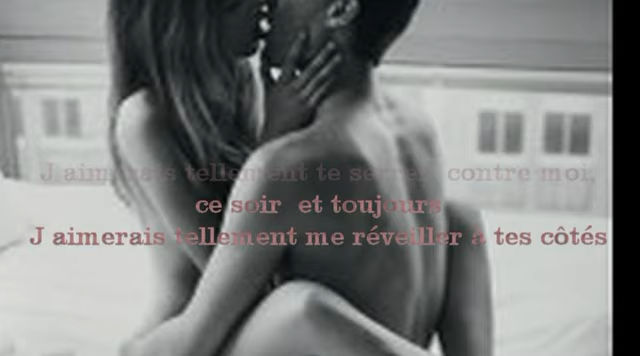 J aimerais tellement te serrer contre moi,
ce soir et toujours
J aimerais tellement me réveiller à tes côtés